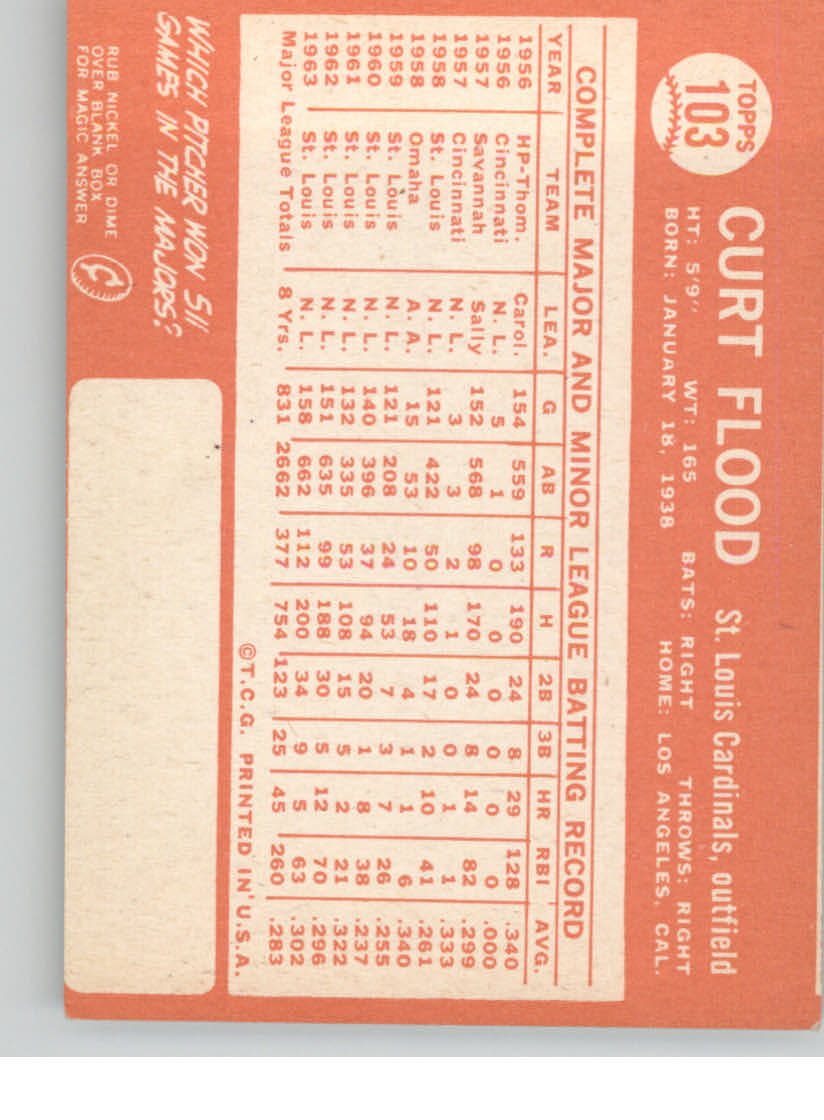 TOPPS
103
CURT FLOOD St. Louis Cardinals, outfield
HT: 5'9" WT: 165 BATS: RIGHT THROWS: RIGHT
BORN: JANUARY 18, 1938 HOME: LOS ANGELES, CAL.
COMPLETE MAJOR AND MINOR LEAGUE BATTING RECORD
YEAR TEAM LEA. G AB R H 2B 3B HR RBI AVG.
1956 HP-Thom. Carol. 154 559 133 190 24 8 29 128 .340
1956 Cincinnati N. L. 5 1 0 0 0 0 0 0 .000
1957 Savannah Sally 152 568 98 170 24 8 14 82 .299
1957 Cincinnati N. L. 3 3 2 1 0 0 1 1 .333
1958 St. Louis N. L. 121 422 50 110 17 2 10 41 .261
1958 Omaha A. A. 15 53 10 18 4 1 1 6 .340
1959 St. Louis N. L. 121 208 24 53 7 3 7 26 .255
1960 St. Louis N. L. 140 396 37 94 20 1 8 38 .237
1961 St. Louis N. L. 132 335 53 108 15 5 2 21 .322
1962 St. Louis N. L. 151 635 99 188 30 5 12 70 .296
1963 St. Louis N. L. 158 662 112 200 34 9 5 63 .302
Major League Totals 8 Yrs. 831 2662 377 754 123 25 45 260 .283
©T.C.G. PRINTED IN U.S.A.
WHICH PITCHER WON 511
GAMES IN THE MAJORS?
RUB NICKEL OR DIME
OVER BLANK BOX
FOR MAGIC ANSWER